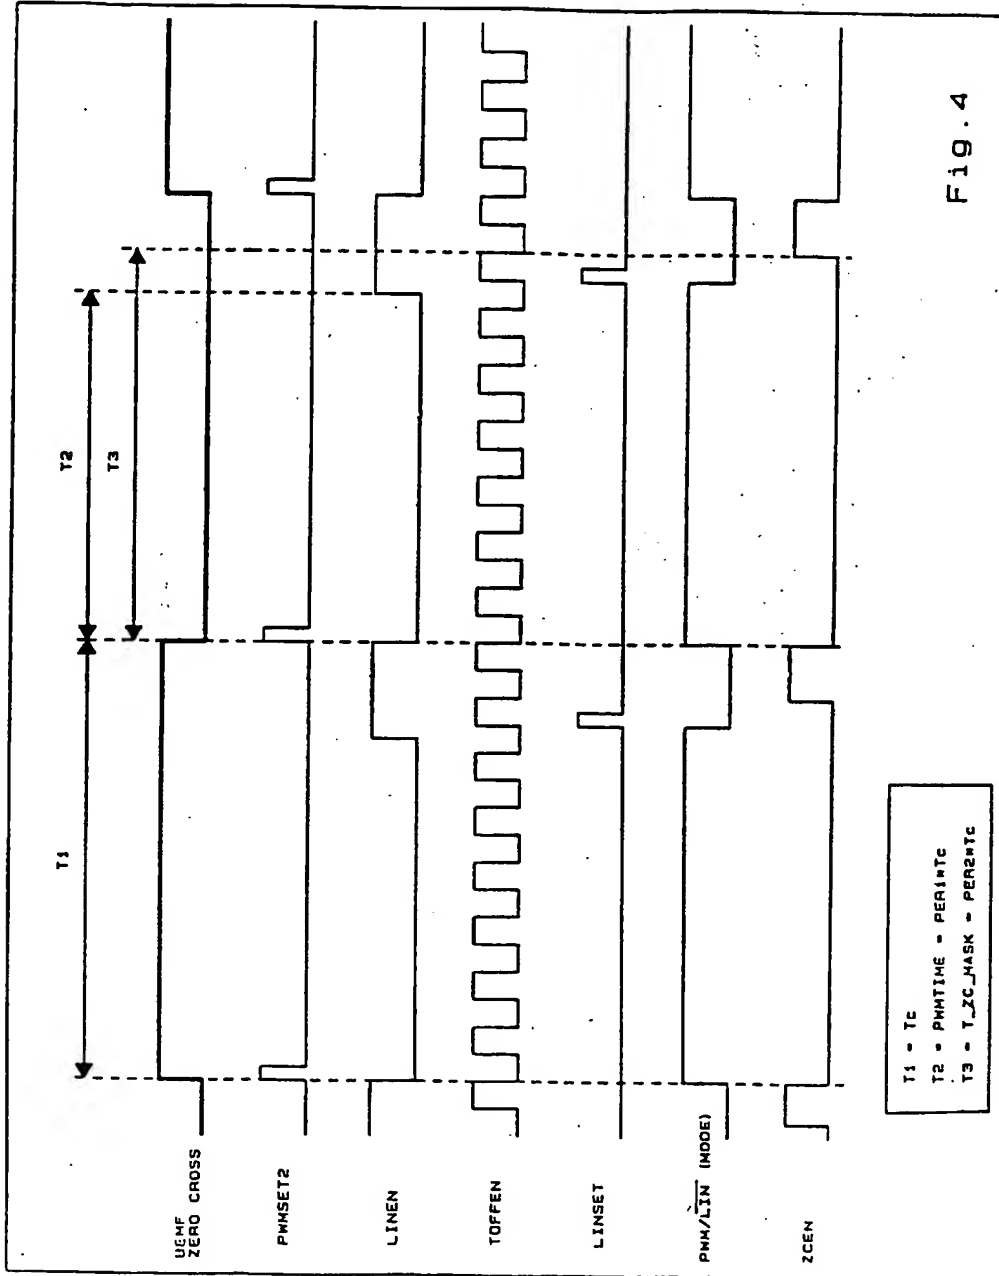 T1
T2
T3
UEMF
ZERO CROSS
PWMSET2
LINEN
TOFFEN
LINSET
PWM/LIN (MODE)
ZCEN
T1 = Tc
T2 = PWMTIME = PER1*Tc
T3 = T_ZC_MASK = PER2*Tc
Fig.4